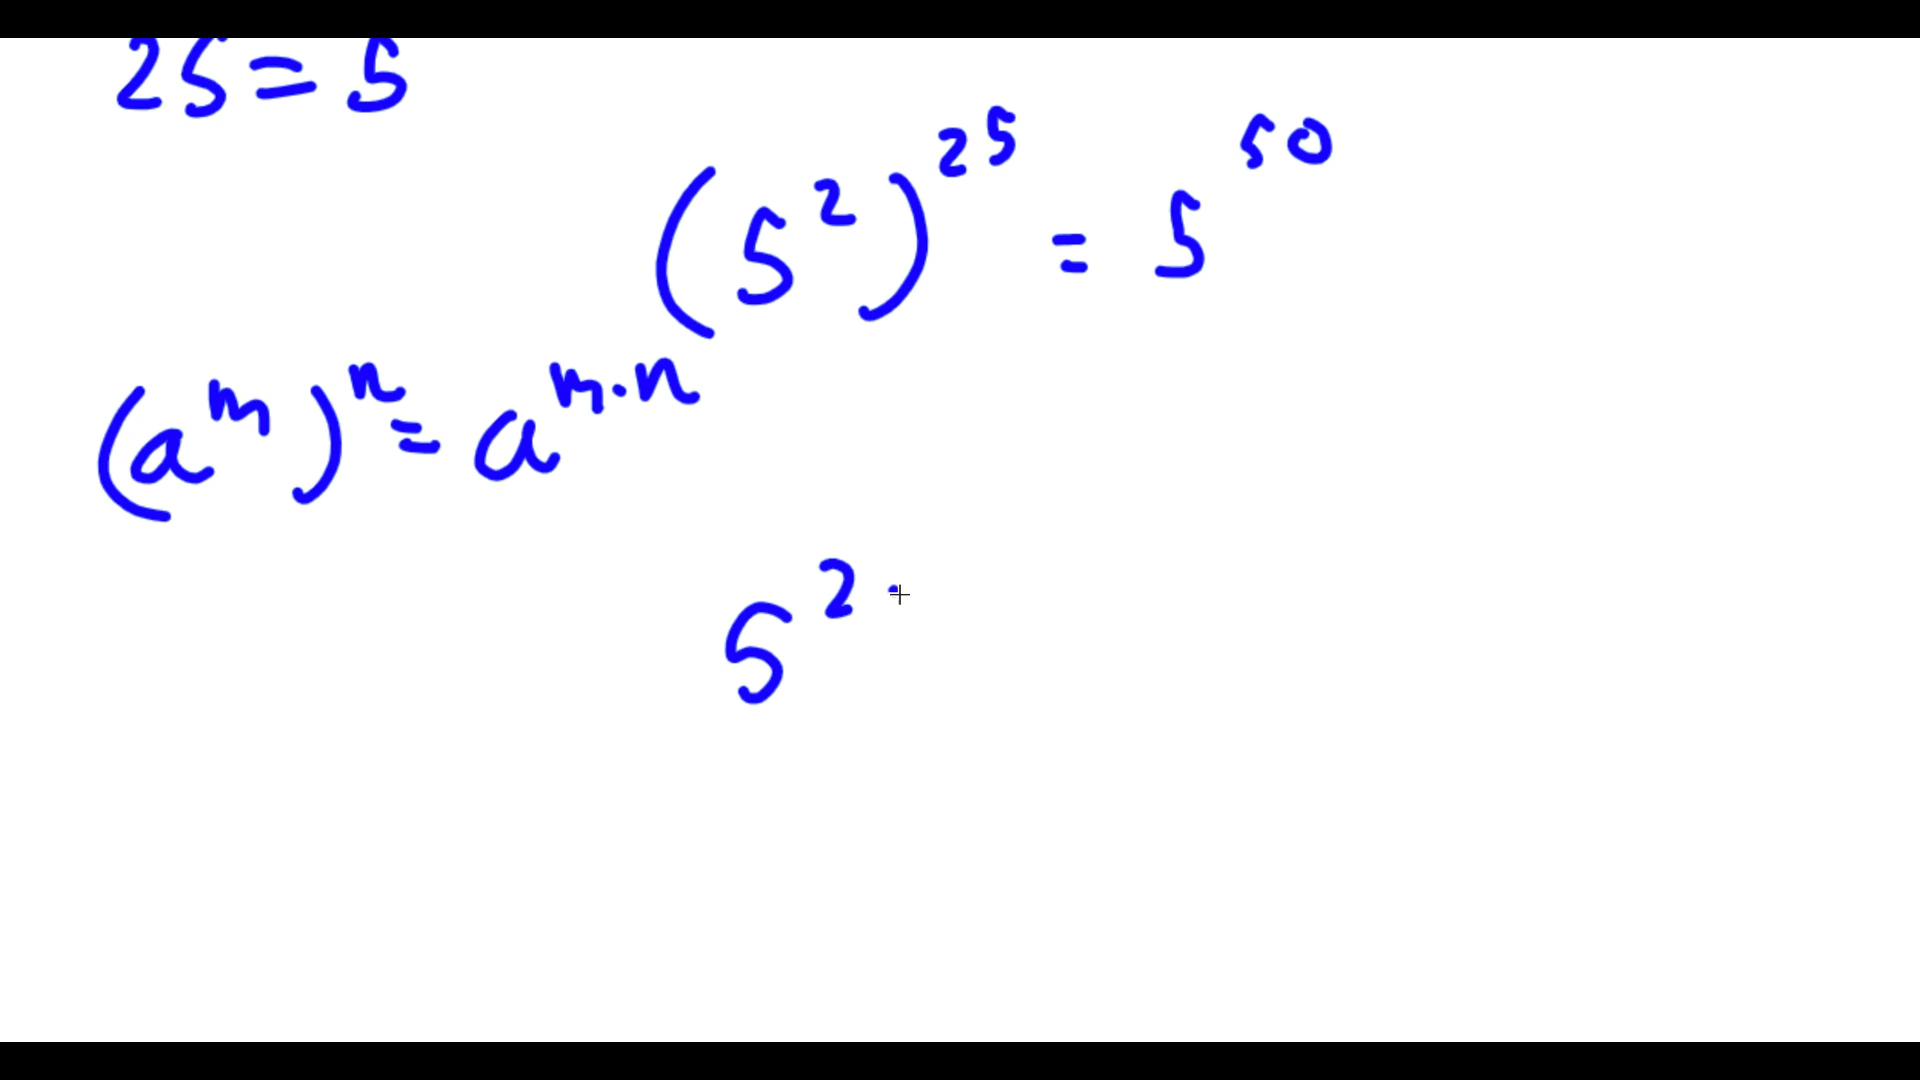 25=5
(5²)²⁵ = 5⁵⁰
(aᵐ)ⁿ = aᵐ·ⁿ
5² ·